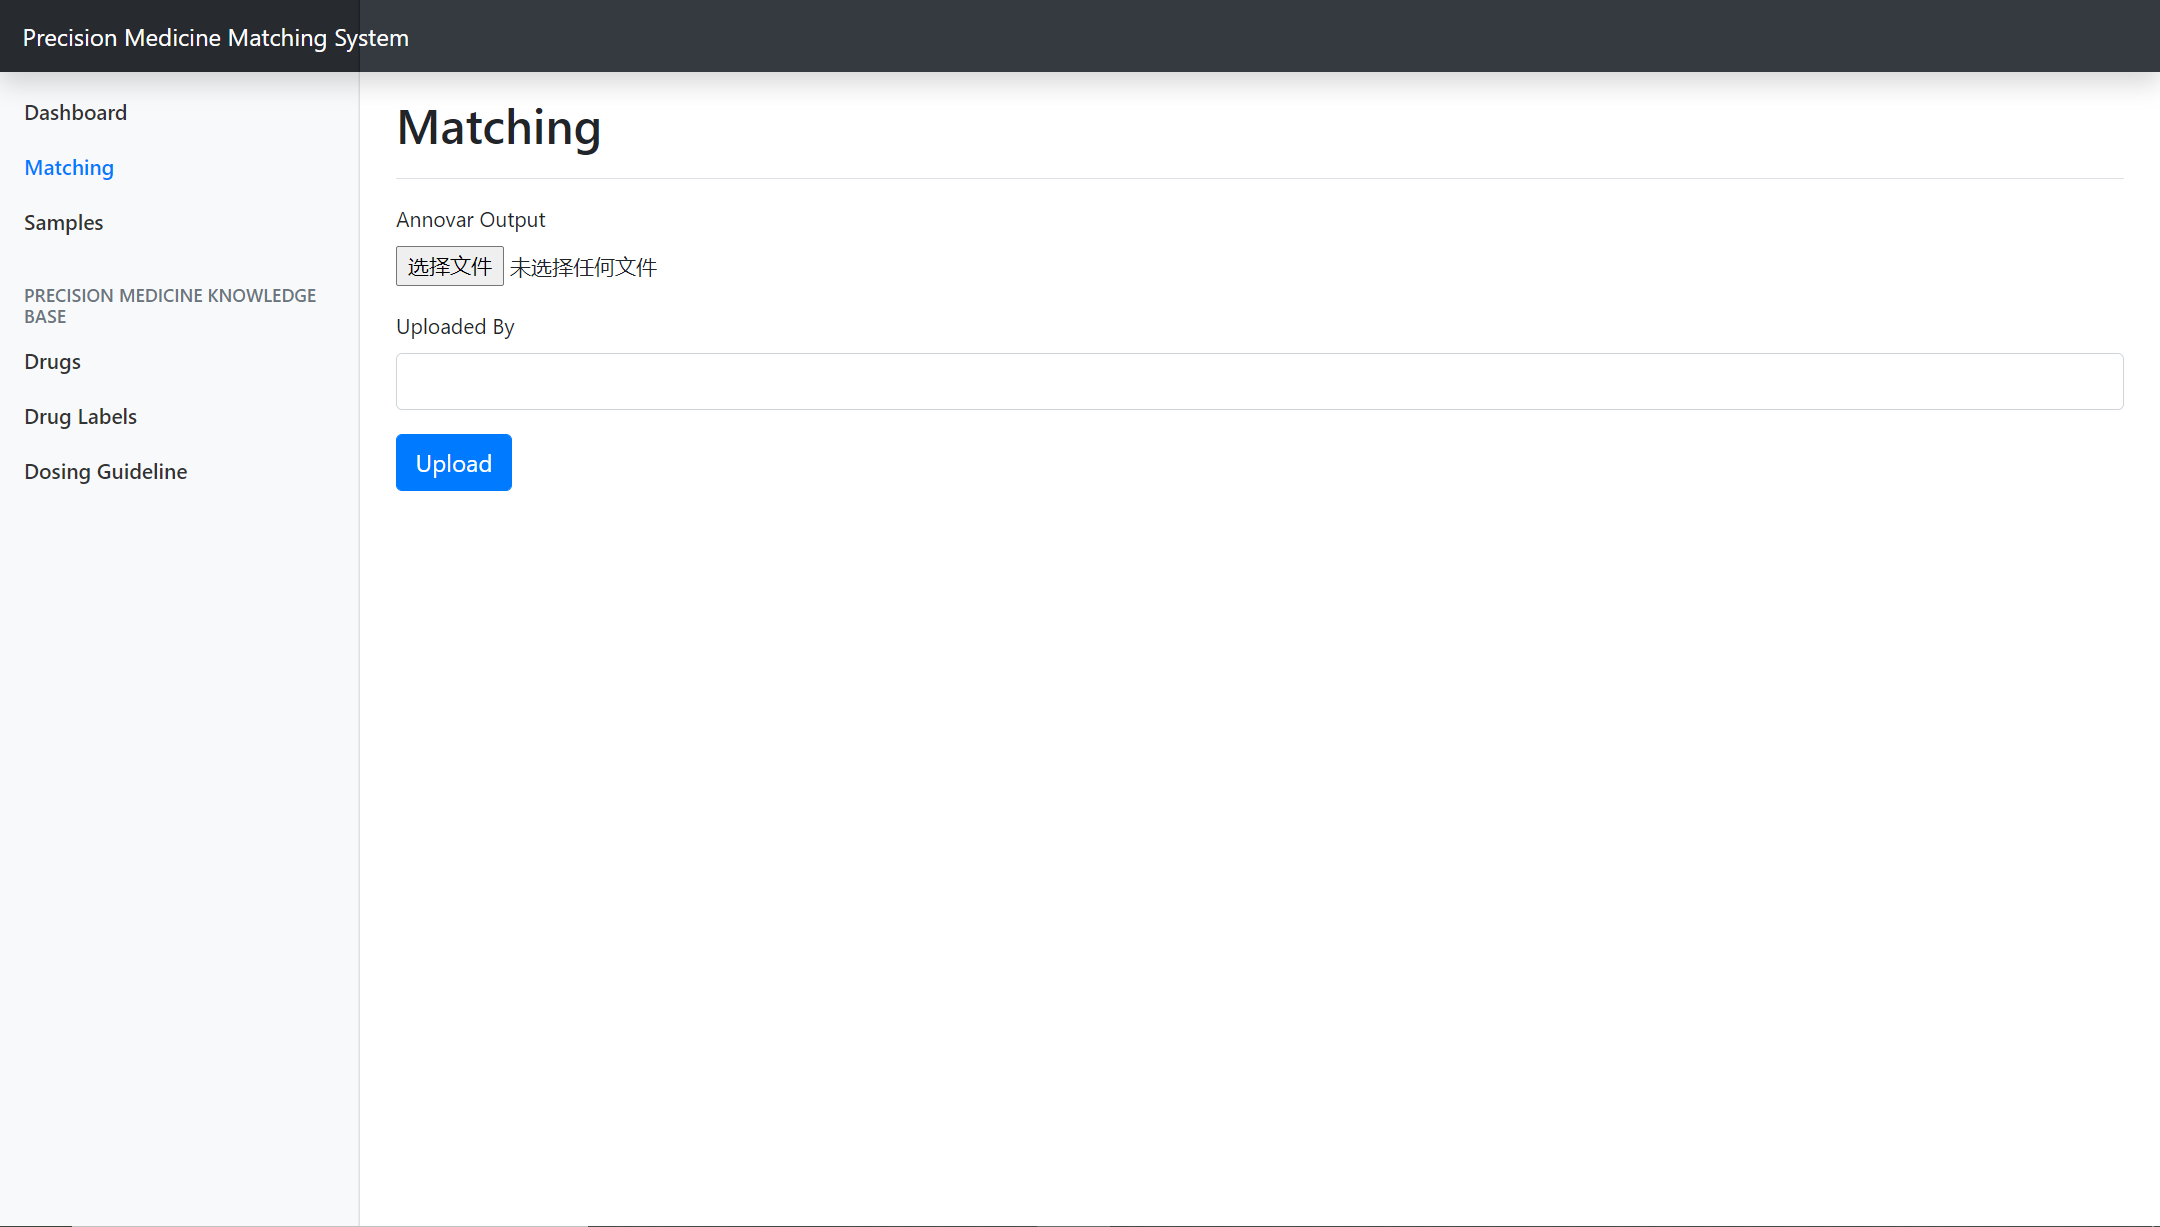 Precision Medicine Matching System
Dashboard
Matching
Samples
PRECISION MEDICINE KNOWLEDGE
BASE
Drugs
Drug Labels
Dosing Guideline
Matching
Annovar Output
选择文件 未选择任何文件
Uploaded By
Upload